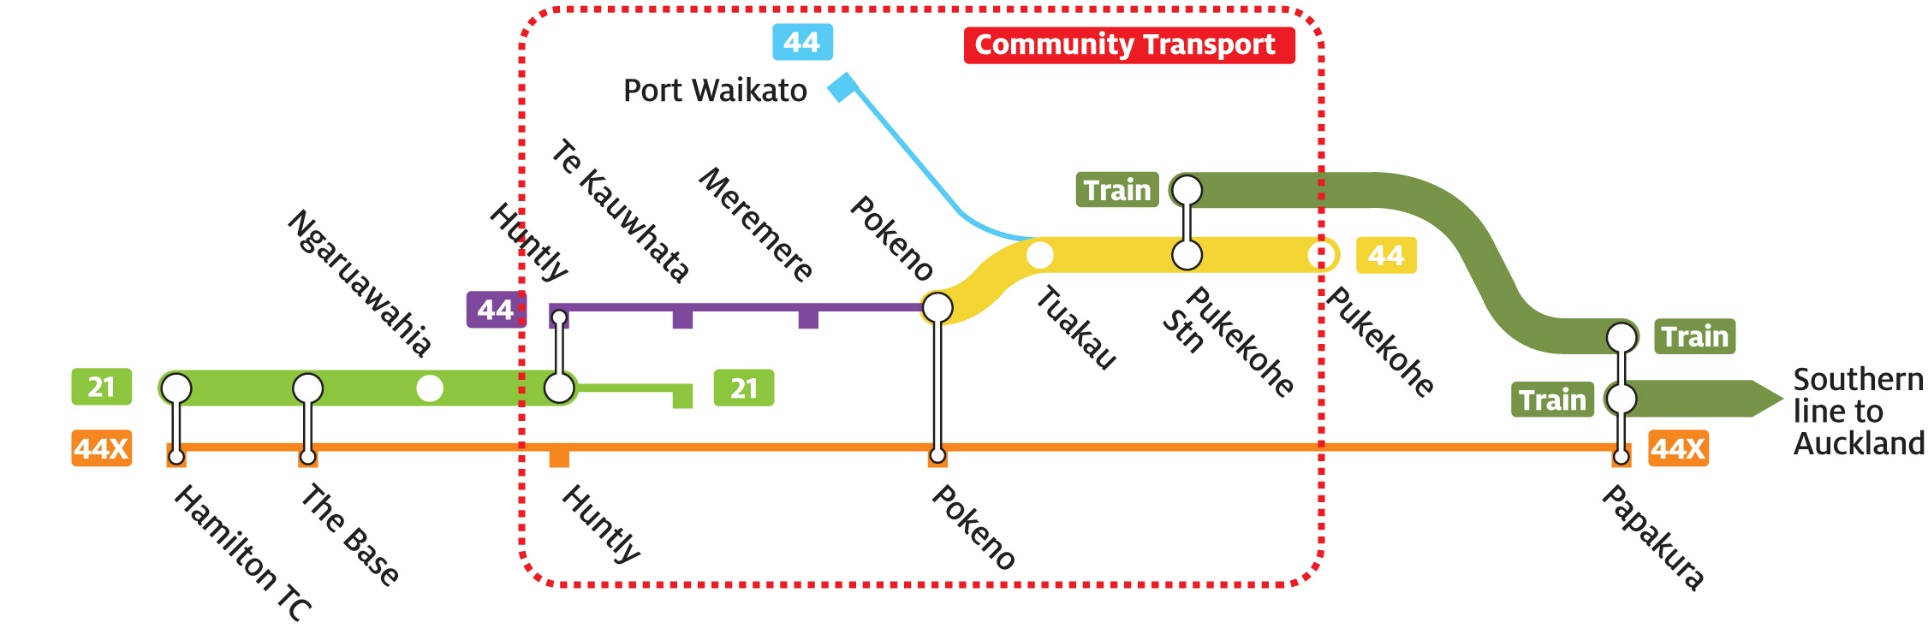 44
Community Transport
Port Waikato
Te Kauwhata
Meremere
Pokeno
Huntly
Ngaruawahia
Train
44
44
Tuakau
Pukekohe
Stn
Pukekohe
Train
21
21
Train
Southern
line to
Auckland
44X
44X
Hamilton TC
The Base
Huntly
Pokeno
Papakura